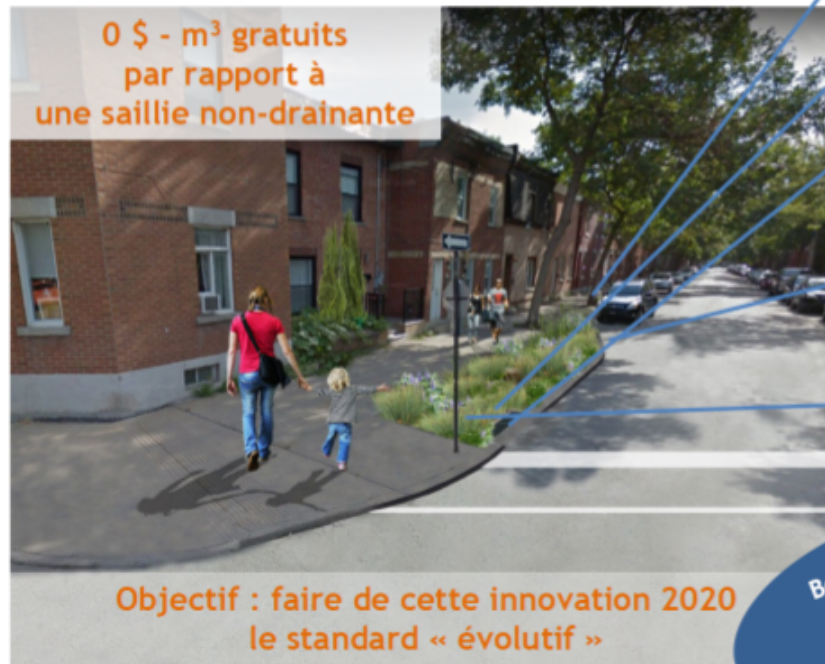 0 $ - m³ gratuits
par rapport à
une saillie non-drainante
Objectif : faire de cette innovation 2020
le standard « évolutif »